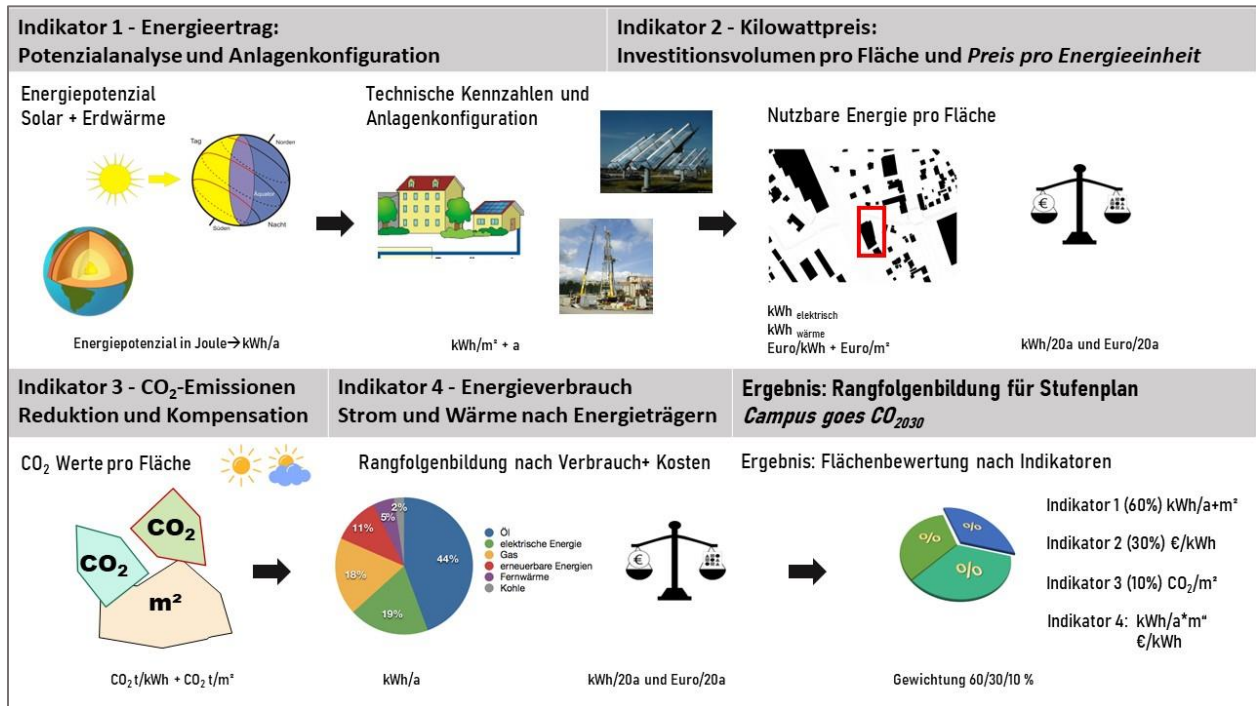 Indikator 1 - Energieertrag:
Potenzialanalyse und Anlagenkonfiguration
Indikator 2 - Kilowattpreis:
Investitionsvolumen pro Fläche und Preis pro Energieeinheit
Energiepotenzial
Solar + Erdwärme
Tag
Norden
Äquator
Süden
Nacht
Energiepotenzial in Joule→kWh/a
Technische Kennzahlen und
Anlagenkonfiguration
kWh/m² + a
Nutzbare Energie pro Fläche
€
kWh elektrisch
kWh wärme
Euro/kWh + Euro/m²
kWh/20a und Euro/20a
Indikator 3 - CO₂-Emissionen
Reduktion und Kompensation
Indikator 4 - Energieverbrauch
Strom und Wärme nach Energieträgern
Ergebnis: Rangfolgenbildung für Stufenplan
Campus goes CO₂₀₃₀
CO₂ Werte pro Fläche
CO₂
CO₂
m²
CO₂ t/kWh + CO₂ t/m²
Rangfolgenbildung nach Verbrauch+ Kosten
2%
5%
11%
44%
18%
19%
Öl
elektrische Energie
Gas
erneuerbare Energien
Fernwärme
Kohle
kWh/a
€
kWh/20a und Euro/20a
Ergebnis: Flächenbewertung nach Indikatoren
%
%
%
Indikator 1 (60%) kWh/a+m²
Indikator 2 (30%) €/kWh
Indikator 3 (10%) CO₂/m²
Indikator 4: kWh/a*m“
€/kWh
Gewichtung 60/30/10 %